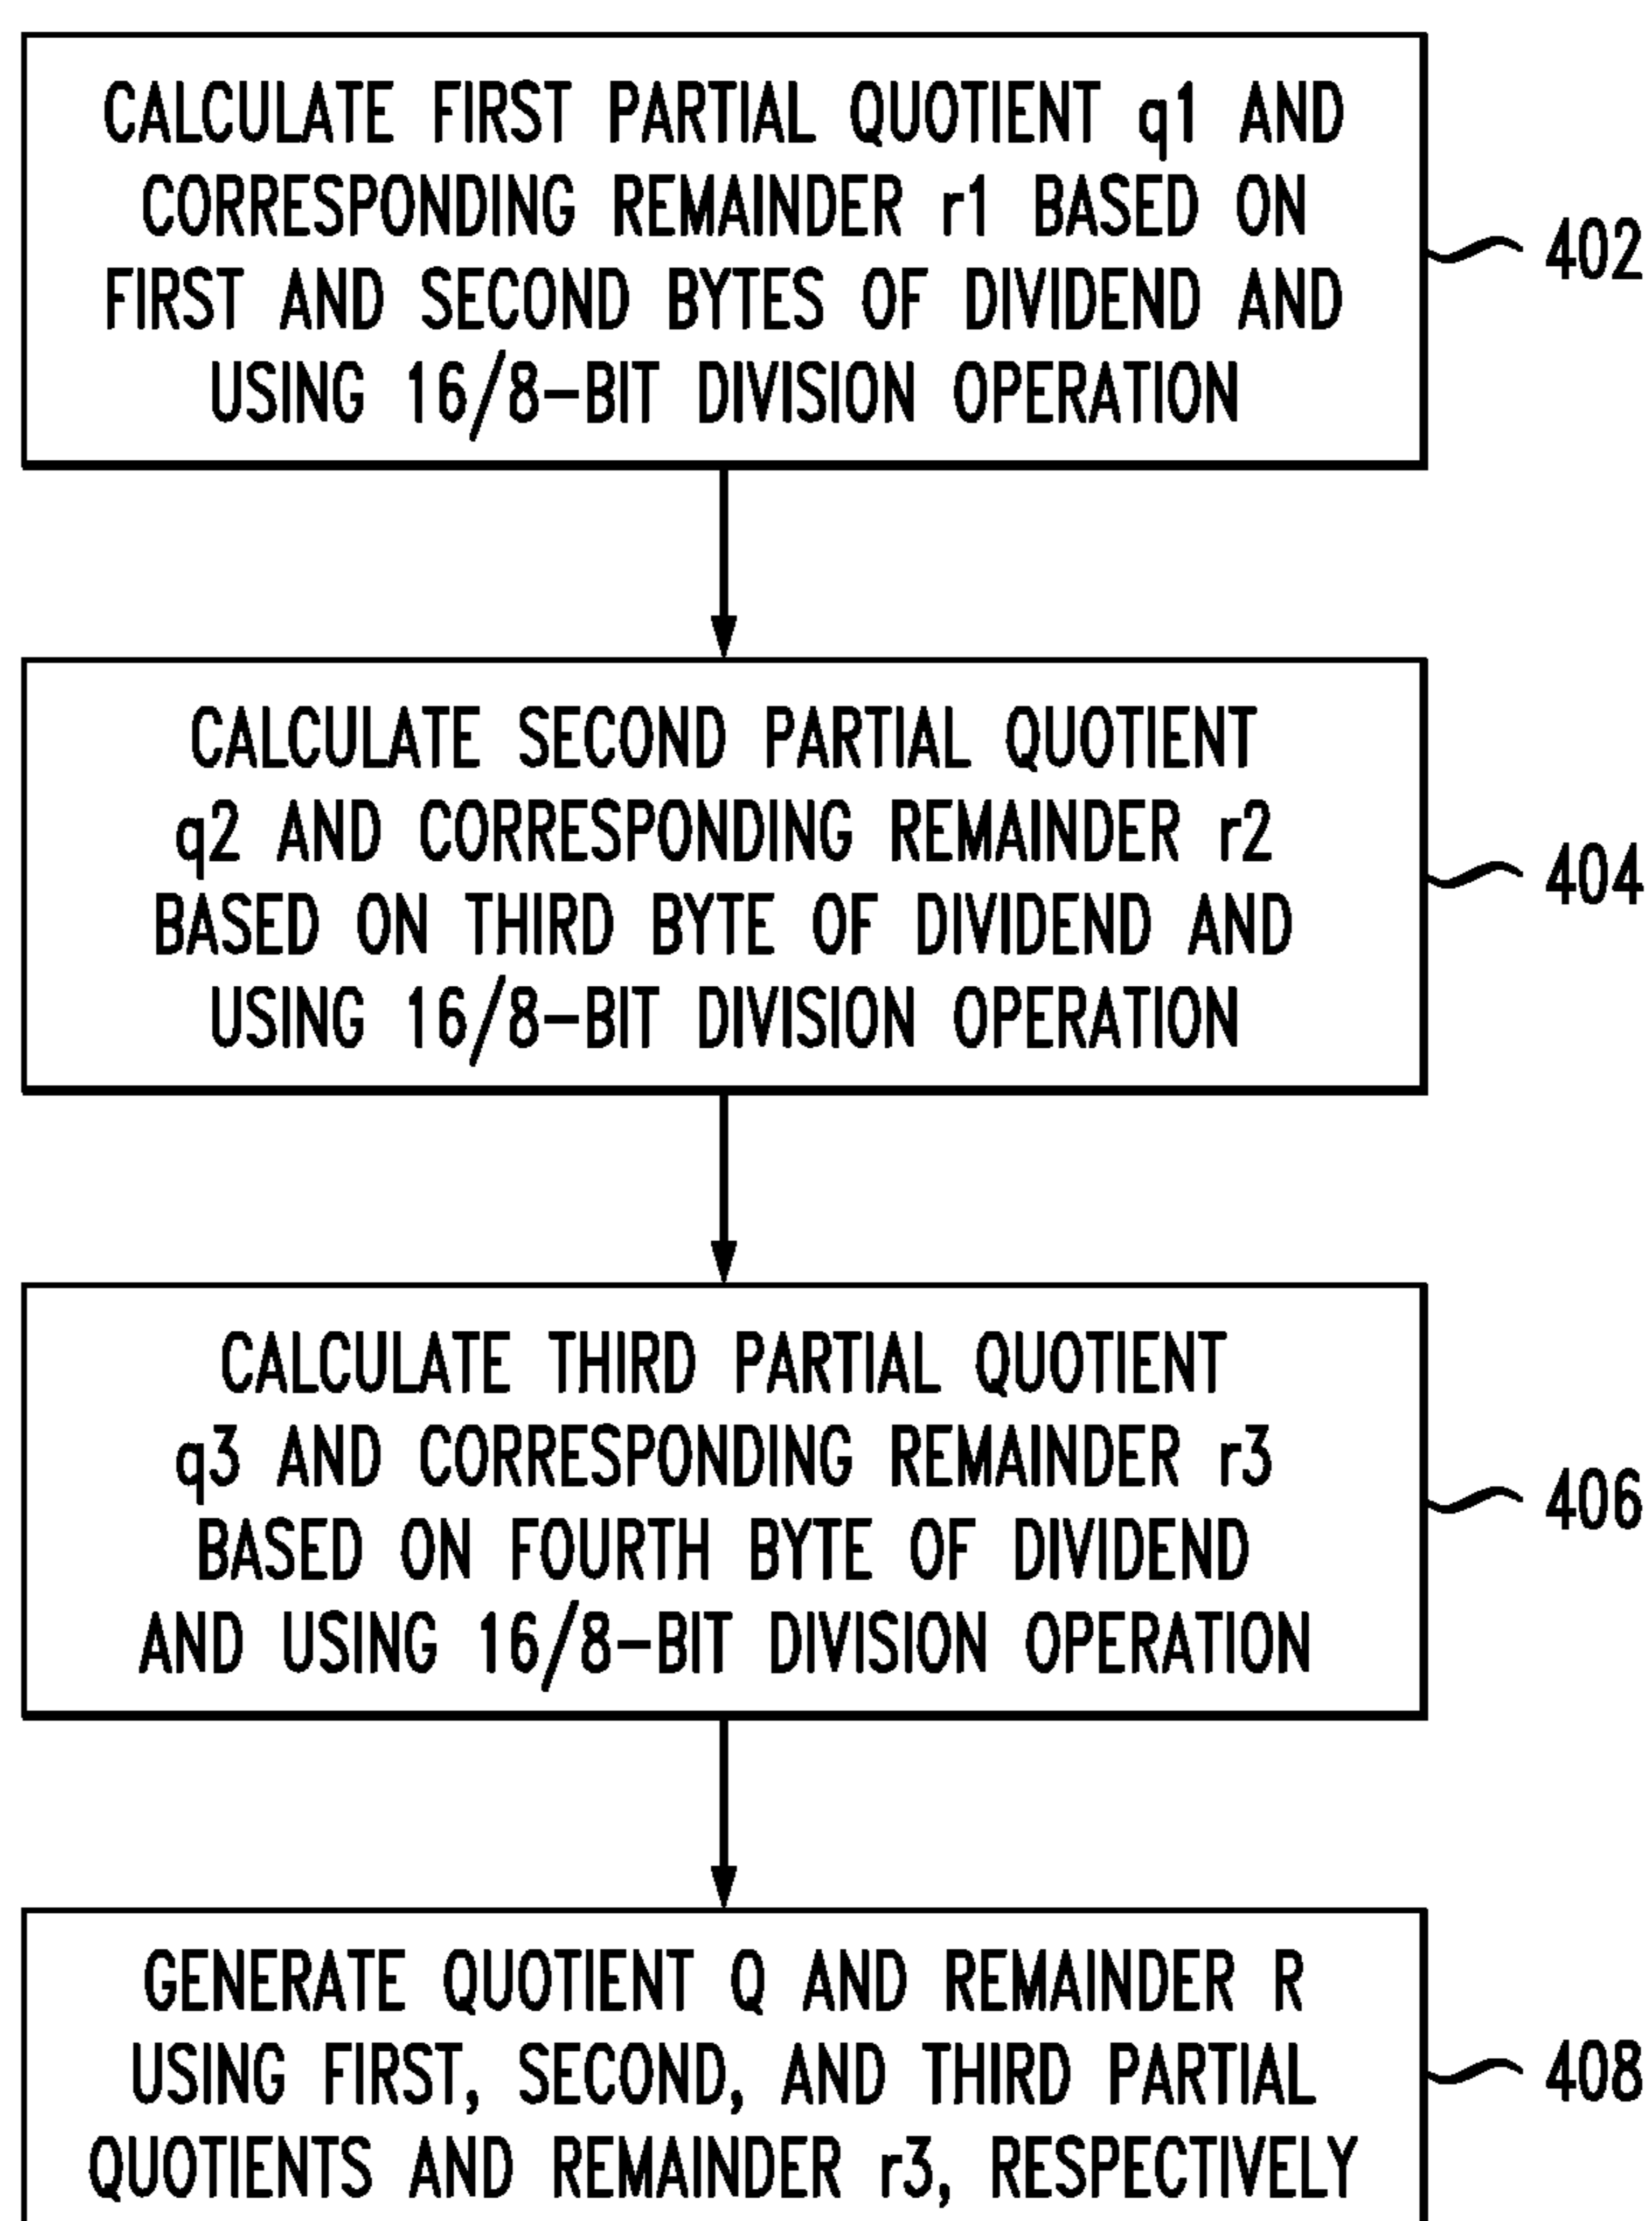 CALCULATE FIRST PARTIAL QUOTIENT q1 AND
CORRESPONDING REMAINDER r1 BASED ON
FIRST AND SECOND BYTES OF DIVIDEND AND
USING 16/8-BIT DIVISION OPERATION
402
CALCULATE SECOND PARTIAL QUOTIENT
q2 AND CORRESPONDING REMAINDER r2
BASED ON THIRD BYTE OF DIVIDEND AND
USING 16/8-BIT DIVISION OPERATION
404
CALCULATE THIRD PARTIAL QUOTIENT
q3 AND CORRESPONDING REMAINDER r3
BASED ON FOURTH BYTE OF DIVIDEND
AND USING 16/8-BIT DIVISION OPERATION
406
GENERATE QUOTIENT Q AND REMAINDER R
USING FIRST, SECOND, AND THIRD PARTIAL
QUOTIENTS AND REMAINDER r3, RESPECTIVELY
408